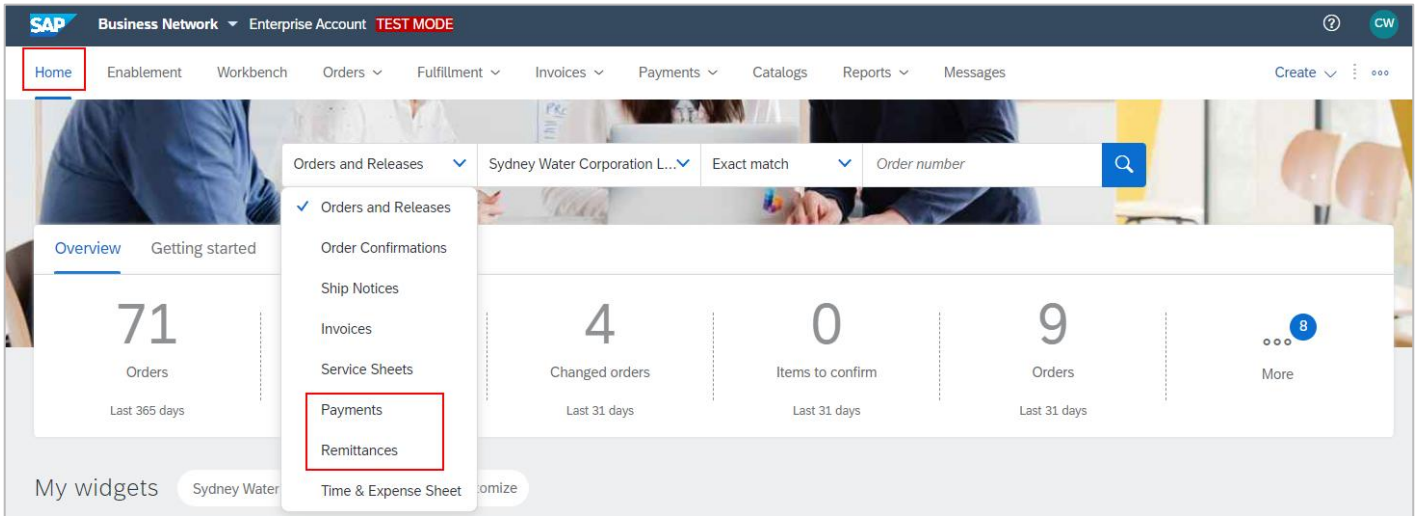 SAP Business Network Enterprise Account TEST MODE CW
Home Enablement Workbench Orders Fulfillment Invoices Payments Catalogs Reports Messages Create
Orders and Releases Sydney Water Corporation L... Exact match Order number
Orders and Releases
Order Confirmations
Ship Notices
Invoices
Service Sheets
Payments
Remittances
Time & Expense Sheet
Overview Getting started
71
Orders
Last 365 days
4
Changed orders
Last 31 days
0
Items to confirm
Last 31 days
9
Orders
Last 31 days
8
More
My widgets Sydney Water omize